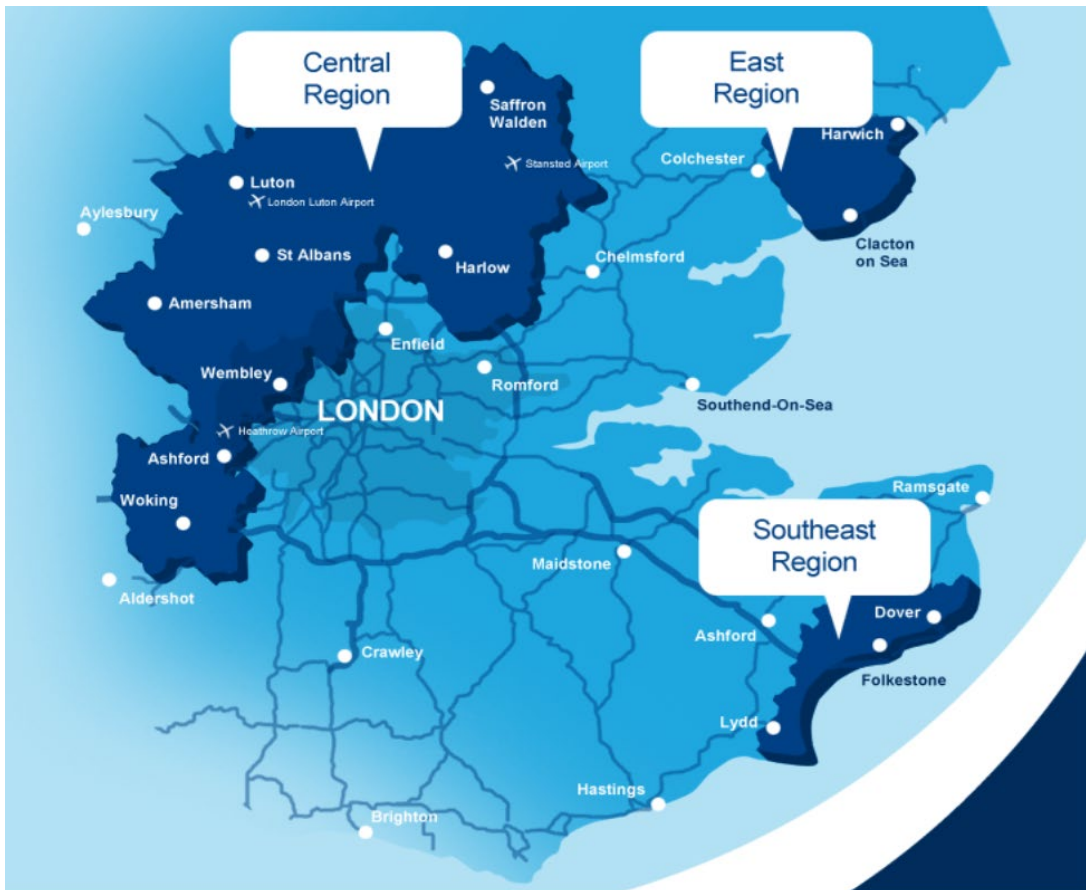 Central
Region
East
Region
Saffron
Walden
Harwich
Colchester
Stansted Airport
Luton
London Luton Airport
Aylesbury
St Albans
Harlow
Clacton
on Sea
Chelmsford
Amersham
Enfield
Wembley
Romford
LONDON
Southend-On-Sea
Heathrow Airport
Ashford
Woking
Ramsgate
Southeast
Region
Maidstone
Aldershot
Dover
Ashford
Crawley
Folkestone
Lydd
Hastings
Brighton